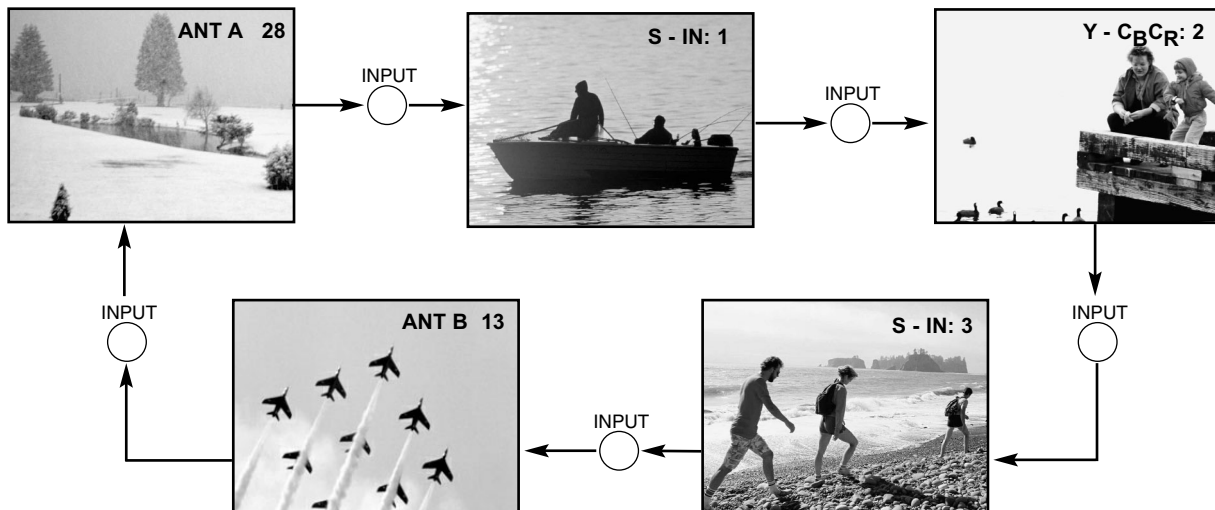 ANT A 28
INPUT
S - IN: 1
INPUT
Y - CBCR: 2
INPUT
S - IN: 3
INPUT
ANT B 13
INPUT